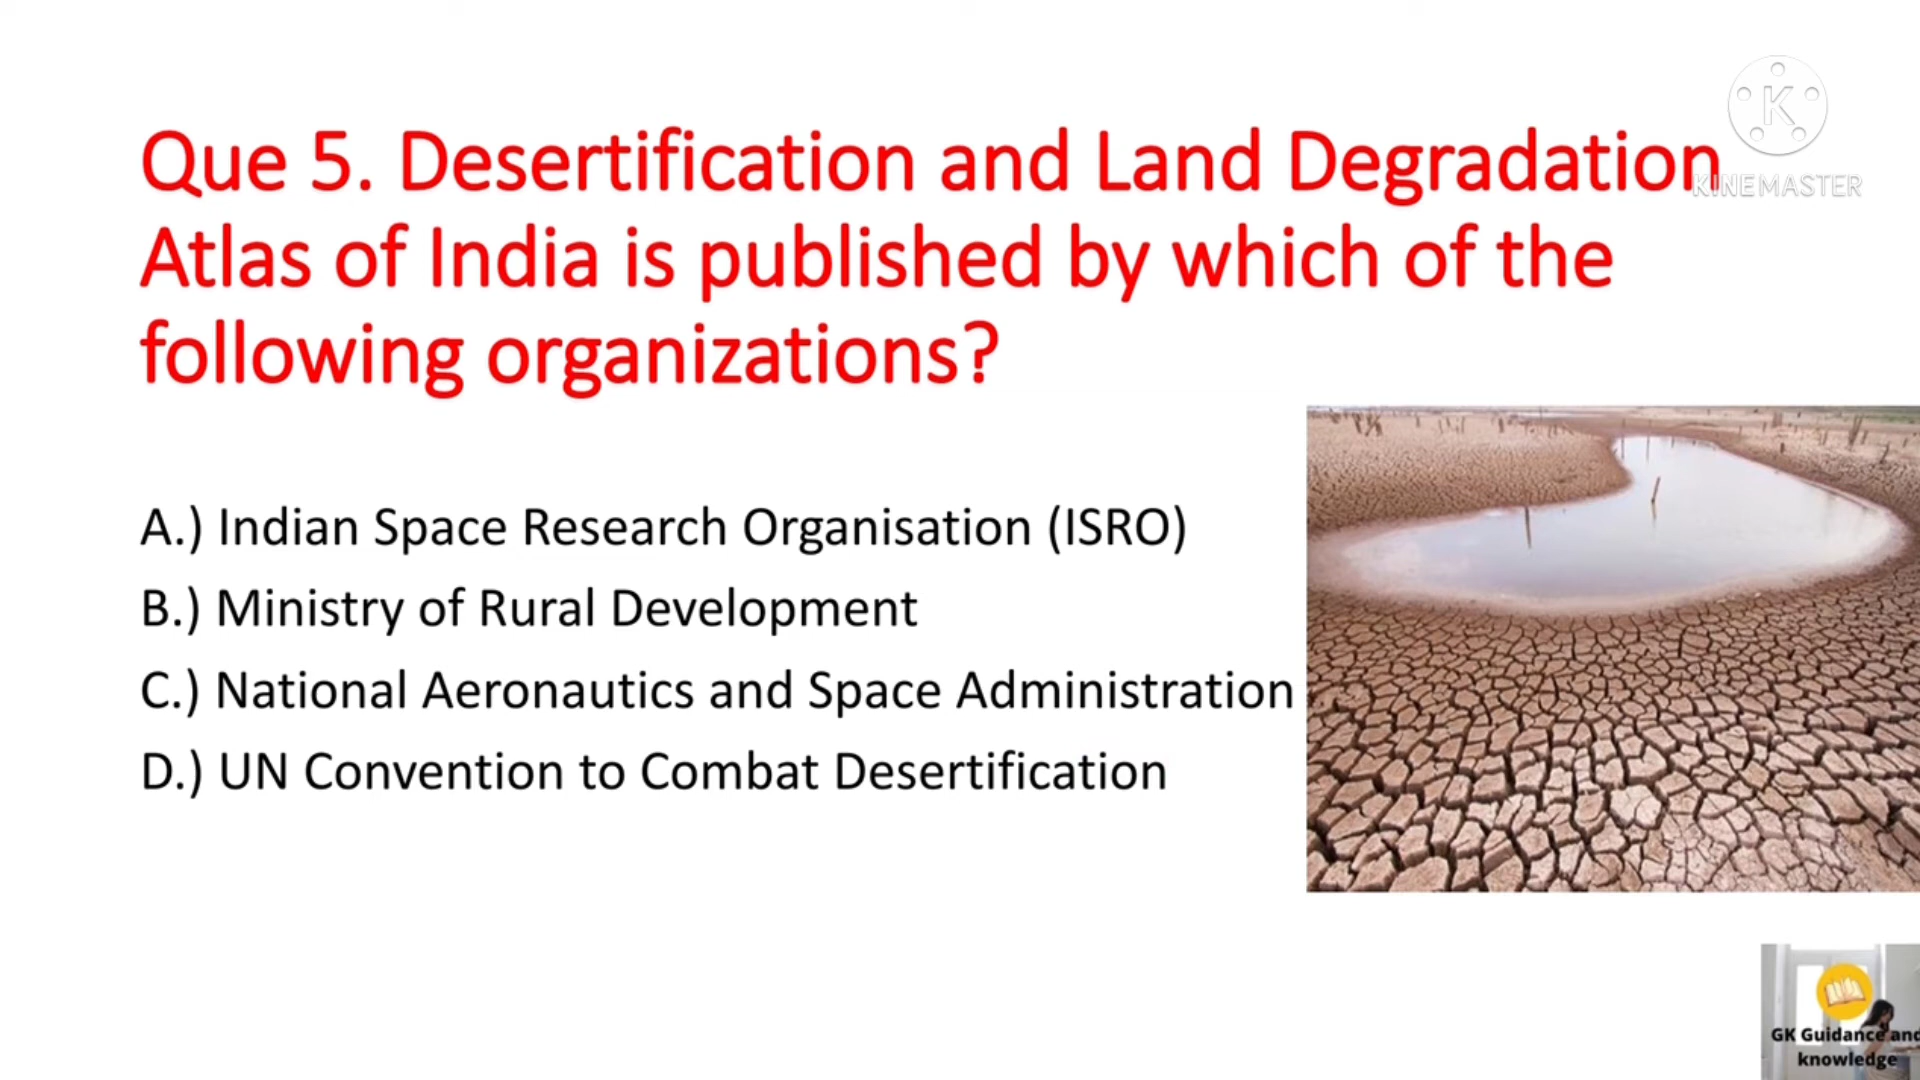 Que 5. Desertification and Land Degradation
Atlas of India is published by which of the
following organizations?
A.) Indian Space Research Organisation (ISRO)
B.) Ministry of Rural Development
C.) National Aeronautics and Space Administration
D.) UN Convention to Combat Desertification
K
KINEMASTER
GK Guidance and
knowledge